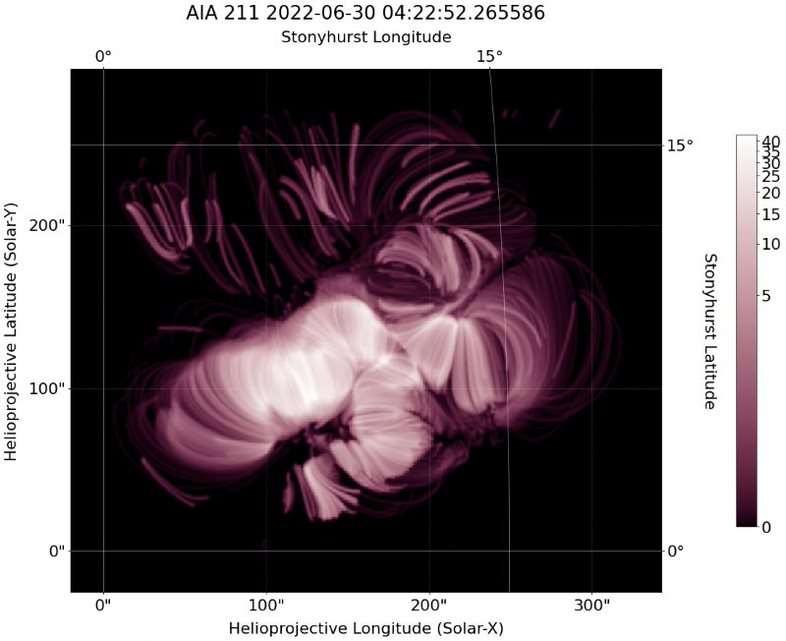 AIA 211 2022-06-30 04:22:52.265586
Stonyhurst Longitude
0° 15°
40
35
30
25
20
15
10
5
0
15°
0°
Stonyhurst Latitude
Helioprojective Latitude (Solar-Y)
200"
100"
0"
0" 100" 200" 300"
Helioprojective Longitude (Solar-X)